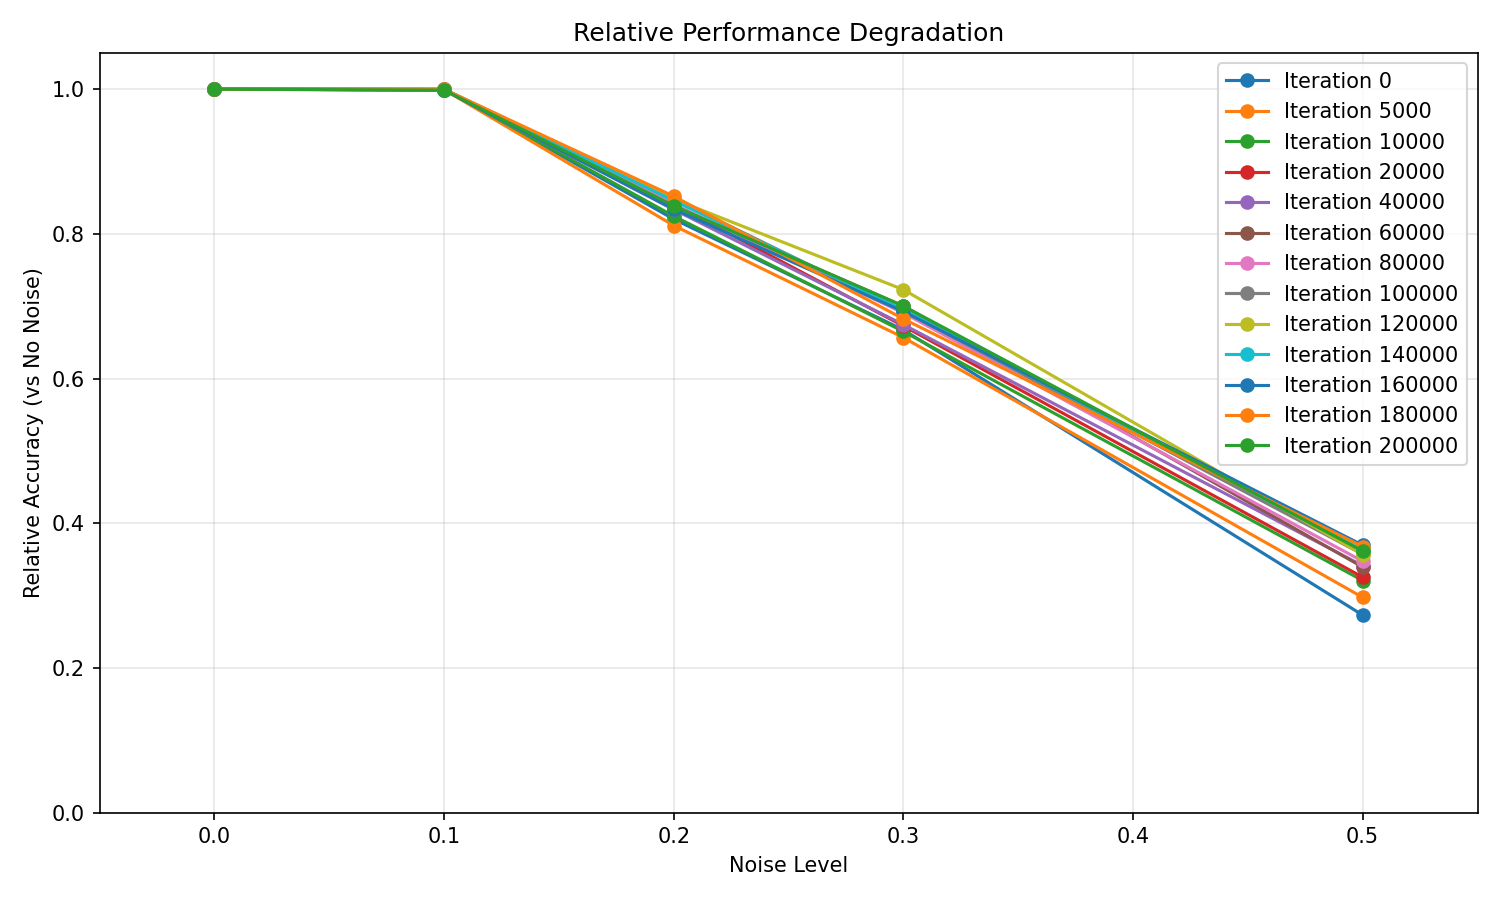 Relative Performance Degradation
Relative Accuracy (vs No Noise)
1.0
0.8
0.6
0.4
0.2
0.0
Iteration 0
Iteration 5000
Iteration 10000
Iteration 20000
Iteration 40000
Iteration 60000
Iteration 80000
Iteration 100000
Iteration 120000
Iteration 140000
Iteration 160000
Iteration 180000
Iteration 200000
0.0 0.1 0.2 0.3 0.4 0.5
Noise Level